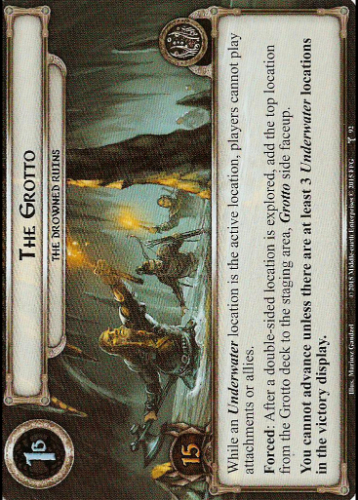 1B
THE GROTTO
THE DROWNED RUINS
15
While an Underwater location is the active location, players cannot play
attachments or allies.
Forced: After a double-sided location is explored, add the top location
from the Grotto deck to the staging area, Grotto side faceup.
You cannot advance unless there are at least 3 Underwater locations
in the victory display.
Illus. Mariusz Gandzel ©2015 Middle-earth Enterprises ©2015 FFG 92